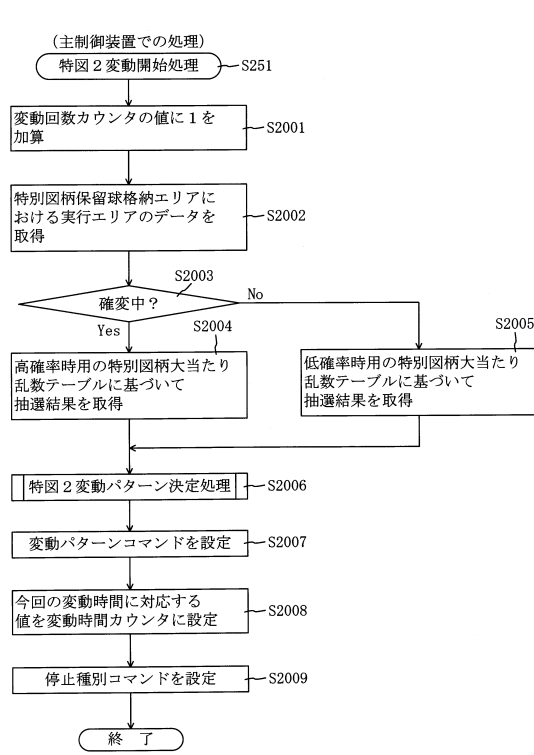 (主制御装置での処理)
特図２変動開始処理
S251
変動回数カウンタの値に１を
加算
S2001
特別図柄保留球格納エリアに
おける実行エリアのデータを
取得
S2002
S2003
確変中？
No
Yes
S2004
高確率時用の特別図柄大当たり
乱数テーブルに基づいて
抽選結果を取得
S2005
低確率時用の特別図柄大当たり
乱数テーブルに基づいて
抽選結果を取得
特図２変動パターン決定処理
S2006
変動パターンコマンドを設定
S2007
今回の変動時間に対応する
値を変動時間カウンタに設定
S2008
停止種別コマンドを設定
S2009
終 了